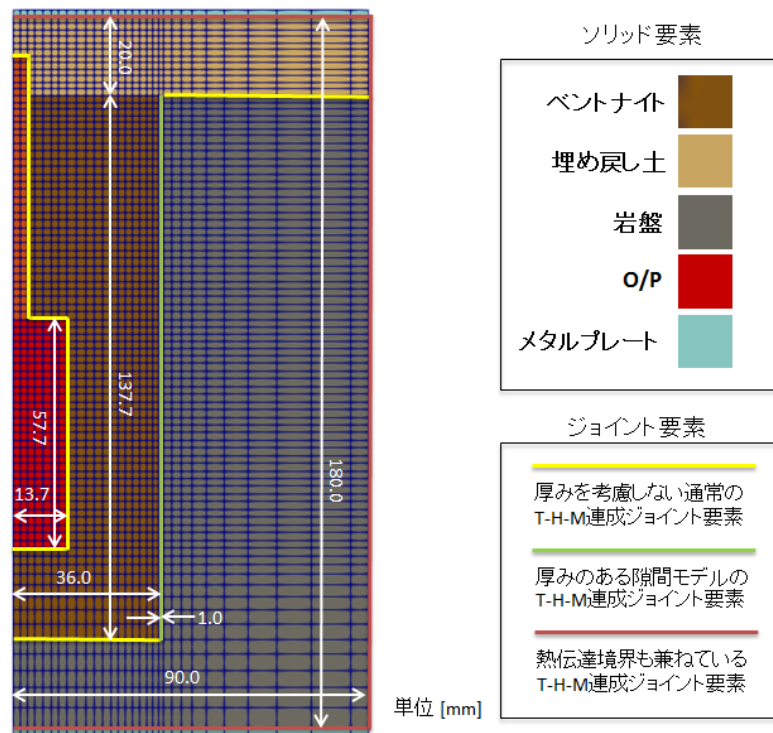 20.0
137.7
57.7
13.7
36.0
1.0
180.0
90.0
単位 [mm]
ソリッド要素
ベントナイト
埋め戻し土
岩盤
O/P
メタルプレート
ジョイント要素
厚みを考慮しない通常の
T-H-M連成ジョイント要素
厚みのある隙間モデルの
T-H-M連成ジョイント要素
熱伝達境界も兼ねている
T-H-M連成ジョイント要素